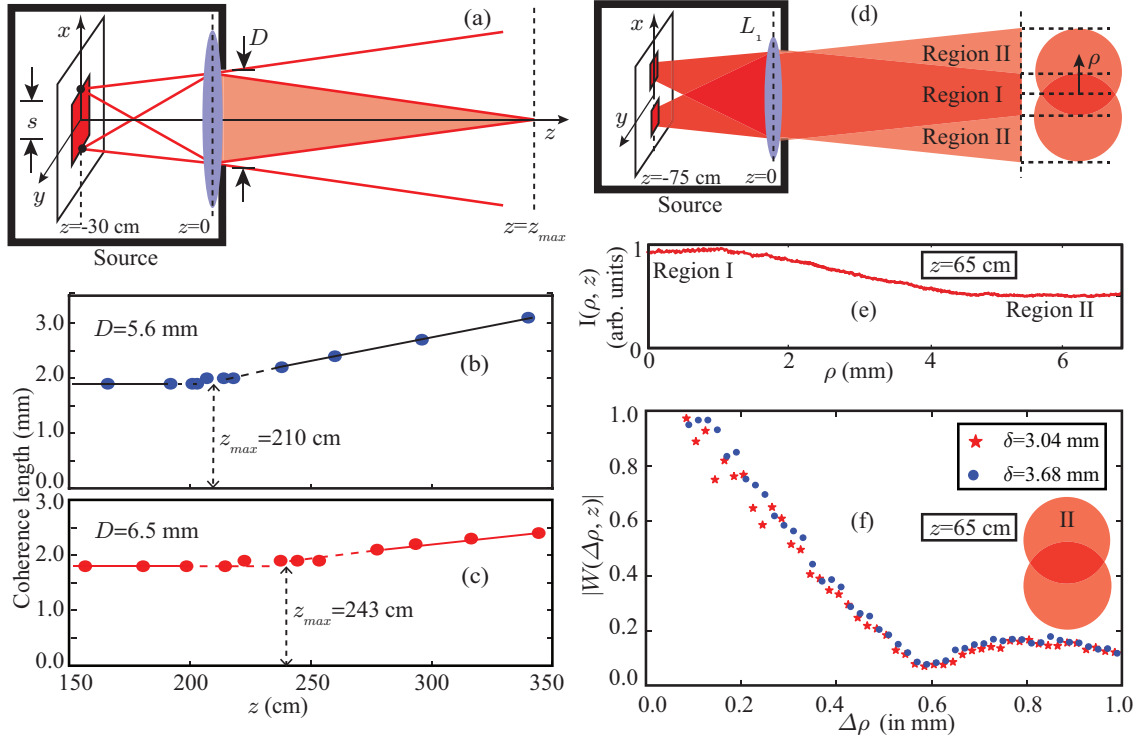 (a)
x
D
s
y
z
z=-30 cm
z=0
z=z_max
Source
(d)
L_1
Region II
Region I
Region II
ρ
y
z=-75 cm
z=0
Source
I(ρ, z)
(arb. units)
1
0
Region I
z=65 cm
(e)
Region II
0
2
4
6
ρ (mm)
Coherence length (mm)
3.0
2.0
1.0
0.0
D=5.6 mm
(b)
z_max=210 cm
3.0
2.0
1.0
0.0
D=6.5 mm
(c)
z_max=243 cm
150
200
250
300
350
z (cm)
|W(Δρ, z)|
1.0
0.8
0.6
0.4
0.2
0.0
δ=3.04 mm
δ=3.68 mm
(f)
z=65 cm
II
0.0
0.2
0.4
0.6
0.8
1.0
Δρ (in mm)